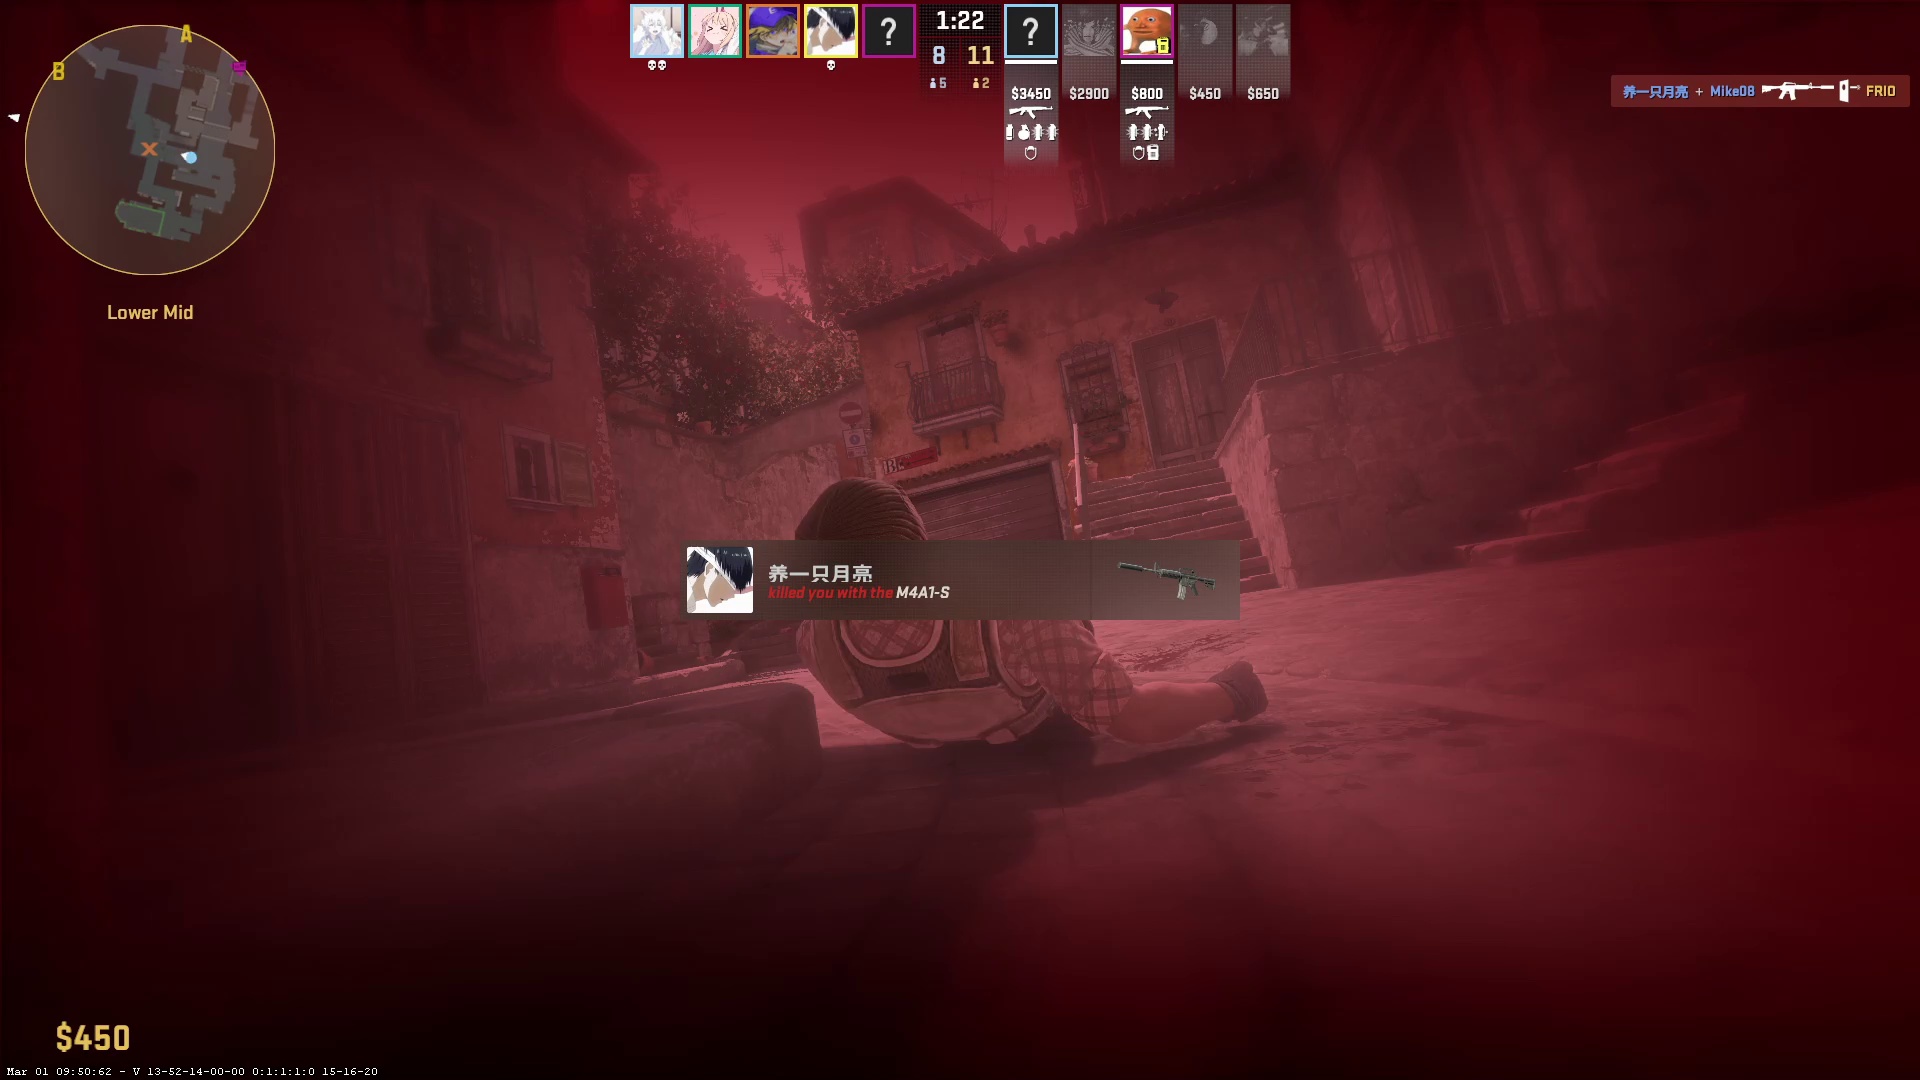 A
B
Lower Mid
?
1:22
8 11
5 2
?
$3450
$2900
$800
$450
$650
养一只月亮 + Mike08 FRIO
养一只月亮
killed you with the M4A1-S
$450
Mar 01 09:50:62 - V 13-52-14-00-00 0:1:1:1:0 15-16-20